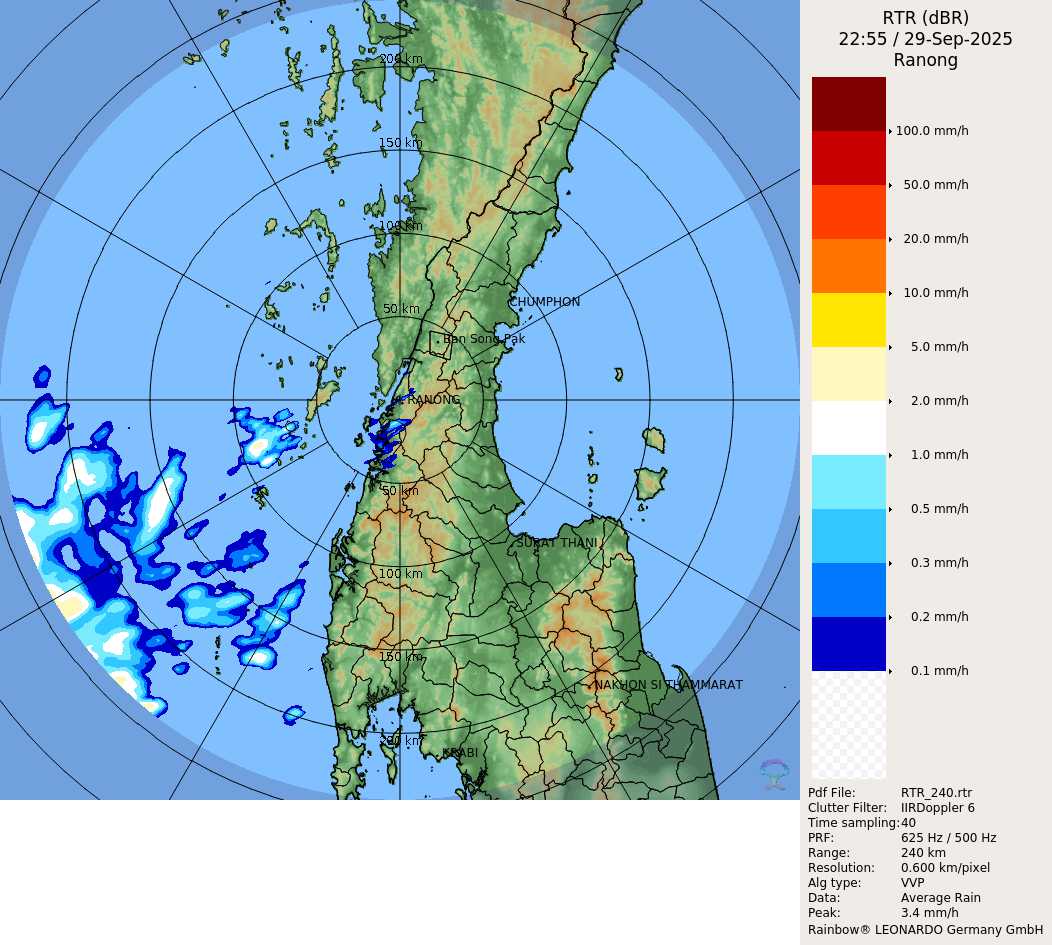 RTR (dBR)
22:55 / 29-Sep-2025
Ranong
100.0 mm/h
50.0 mm/h
20.0 mm/h
10.0 mm/h
5.0 mm/h
2.0 mm/h
1.0 mm/h
0.5 mm/h
0.3 mm/h
0.2 mm/h
0.1 mm/h
200 km
150 km
100 km
CHUMPHON
50 km
Ban Song Pak
RANONG
50 km
SURAT THANI
100 km
150 km
NAKHON SI THAMMARAT
200 km
KRABI
Pdf File: RTR_240.rtr
Clutter Filter: IIRDoppler 6
Time sampling: 40
PRF: 625 Hz / 500 Hz
Range: 240 km
Resolution: 0.600 km/pixel
Alg type: VVP
Data: Average Rain
Peak: 3.4 mm/h
Rainbow® LEONARDO Germany GmbH